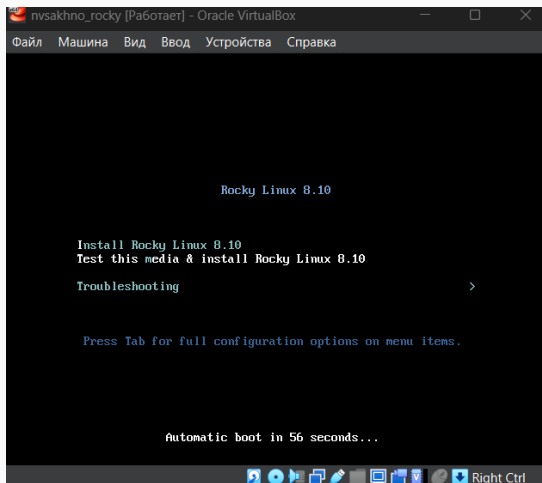 nvsakhno_rocky [Работает] - Oracle VirtualBox
Файл Машина Вид Ввод Устройства Справка
Rocky Linux 8.10
Install Rocky Linux 8.10
Test this media & install Rocky Linux 8.10
Troubleshooting >
Press Tab for full configuration options on menu items.
Automatic boot in 56 seconds...
Right Ctrl